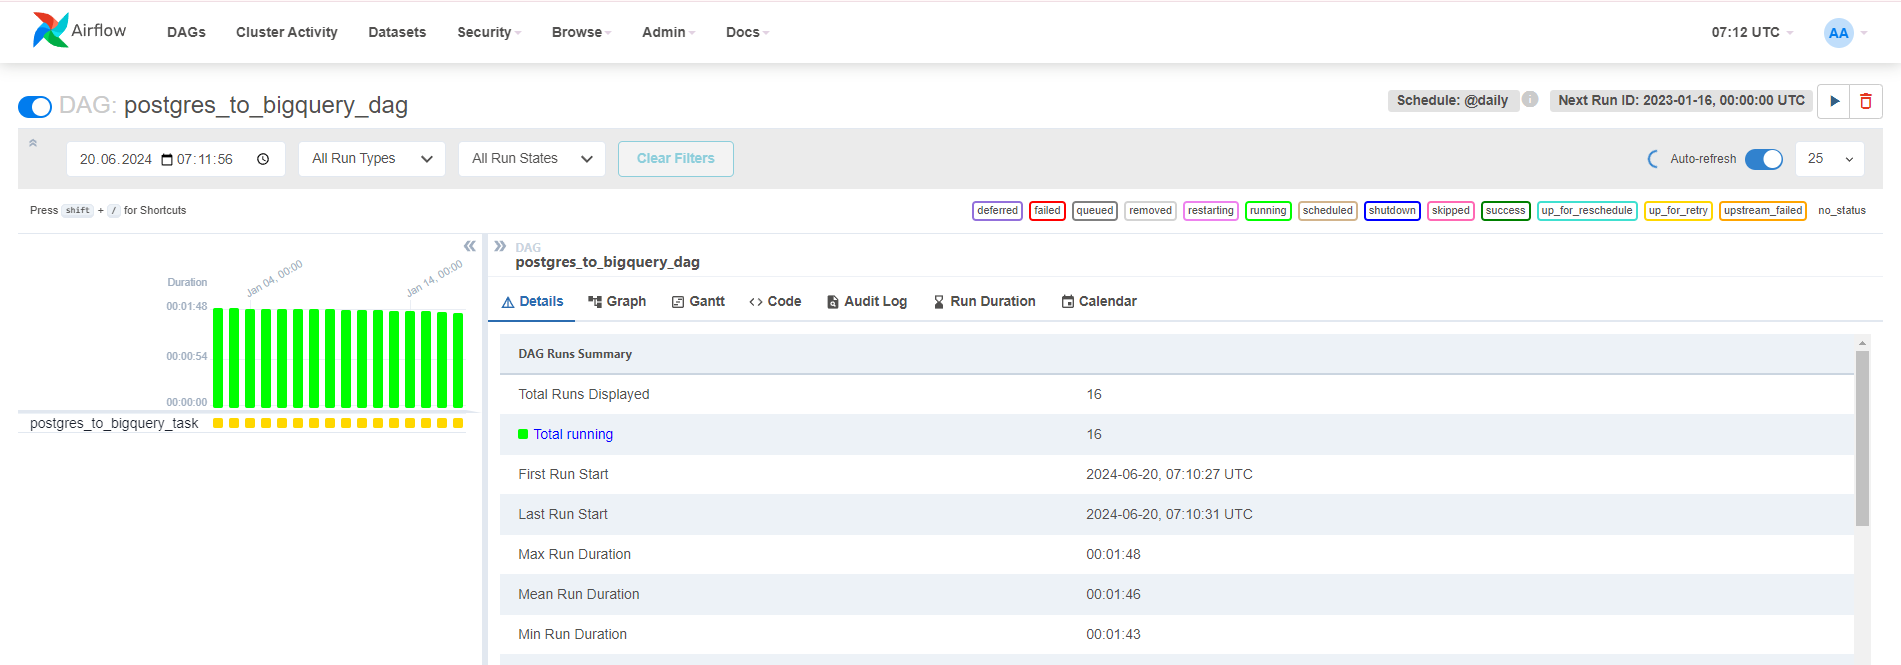 Airflow DAGs Cluster Activity Datasets Security Browse Admin Docs 07:12 UTC AA
DAG: postgres_to_bigquery_dag Schedule: @daily i Next Run ID: 2023-01-16, 00:00:00 UTC
20.06.2024 07:11:56 All Run Types All Run States Clear Filters Auto-refresh 25
Press shift + / for Shortcuts deferred failed queued removed restarting running scheduled shutdown skipped success up_for_reschedule up_for_retry upstream_failed no_status
Jan 04, 00:00 Jan 14, 00:00
Duration
00:01:48
00:00:54
00:00:00
postgres_to_bigquery_task
DAG
postgres_to_bigquery_dag
Details Graph Gantt Code Audit Log Run Duration Calendar
DAG Runs Summary
Total Runs Displayed 16
Total running 16
First Run Start 2024-06-20, 07:10:27 UTC
Last Run Start 2024-06-20, 07:10:31 UTC
Max Run Duration 00:01:48
Mean Run Duration 00:01:46
Min Run Duration 00:01:43